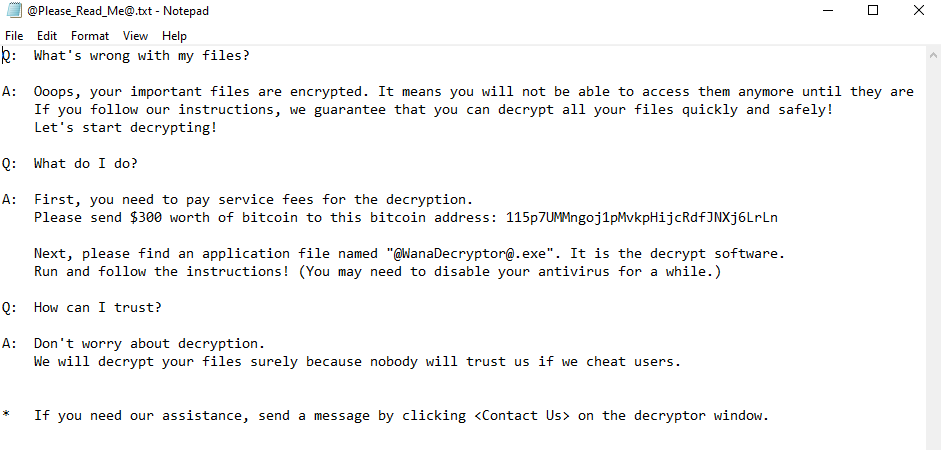 @Please_Read_Me@.txt - Notepad
File Edit Format View Help
Q: What's wrong with my files?
A: Ooops, your important files are encrypted. It means you will not be able to access them anymore until they are
If you follow our instructions, we guarantee that you can decrypt all your files quickly and safely!
Let's start decrypting!
Q: What do I do?
A: First, you need to pay service fees for the decryption.
Please send $300 worth of bitcoin to this bitcoin address: 115p7UMMngoj1pMvkpHijcRdfJNXj6LrLn
Next, please find an application file named "@WanaDecryptor@.exe". It is the decrypt software.
Run and follow the instructions! (You may need to disable your antivirus for a while.)
Q: How can I trust?
A: Don't worry about decryption.
We will decrypt your files surely because nobody will trust us if we cheat users.
* If you need our assistance, send a message by clicking <Contact Us> on the decryptor window.